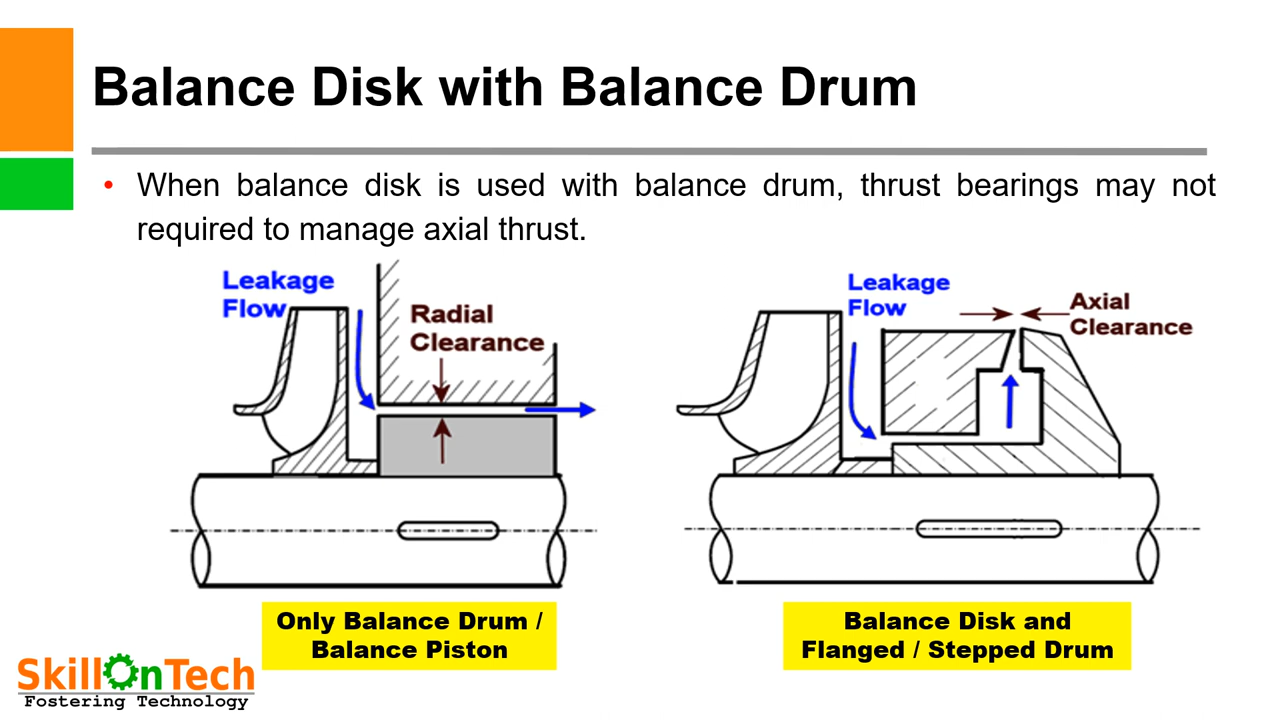 Balance Disk with Balance Drum
• When balance disk is used with balance drum, thrust bearings may not
required to manage axial thrust.
Leakage
Flow
Radial
Clearance
Leakage
Flow
Axial
Clearance
Only Balance Drum /
Balance Piston
Balance Disk and
Flanged / Stepped Drum
SkillOnTech
Fostering Technology